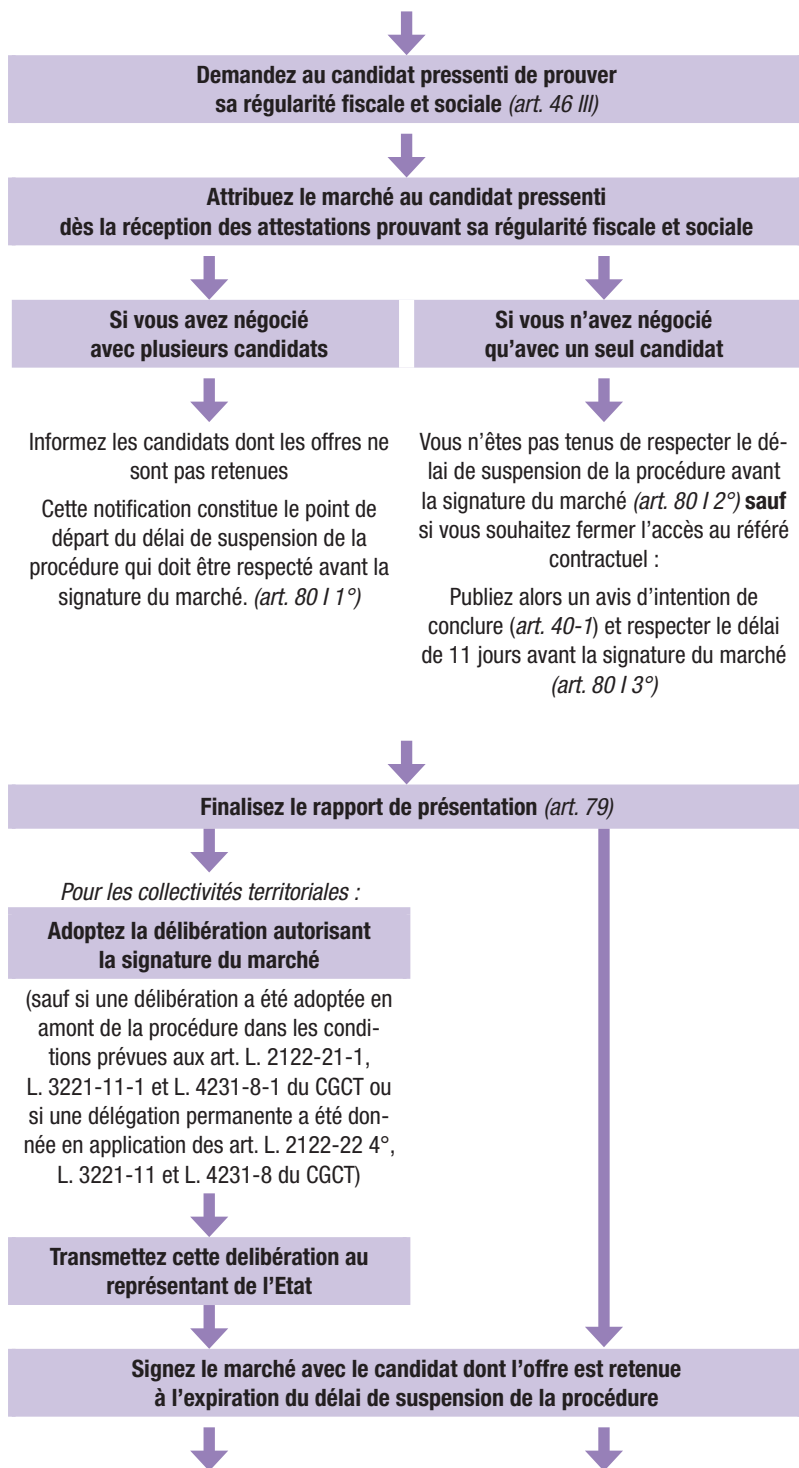 Demandez au candidat pressenti de prouver
sa régularité fiscale et sociale (art. 46 III)
Attribuez le marché au candidat pressenti
dès la réception des attestations prouvant sa régularité fiscale et sociale
Si vous avez négocié
avec plusieurs candidats
Informez les candidats dont les offres ne
sont pas retenues
Cette notification constitue le point de
départ du délai de suspension de la
procédure qui doit être respecté avant la
signature du marché. (art. 80 I 1°)
Si vous n’avez négocié
qu’avec un seul candidat
Vous n’êtes pas tenus de respecter le dé-
lai de suspension de la procédure avant
la signature du marché (art. 80 I 2°) sauf
si vous souhaitez fermer l’accès au référé
contractuel :
Publiez alors un avis d’intention de
conclure (art. 40-1) et respecter le délai
de 11 jours avant la signature du marché
(art. 80 I 3°)
Finalisez le rapport de présentation (art. 79)
Pour les collectivités territoriales :
Adoptez la délibération autorisant
la signature du marché
(sauf si une délibération a été adoptée en
amont de la procédure dans les condi-
tions prévues aux art. L. 2122-21-1,
L. 3221-11-1 et L. 4231-8-1 du CGCT ou
si une délégation permanente a été don-
née en application des art. L. 2122-22 4°,
L. 3221-11 et L. 4231-8 du CGCT)
Transmettez cette delibération au
représentant de l’Etat
Signez le marché avec le candidat dont l’offre est retenue
à l’expiration du délai de suspension de la procédure